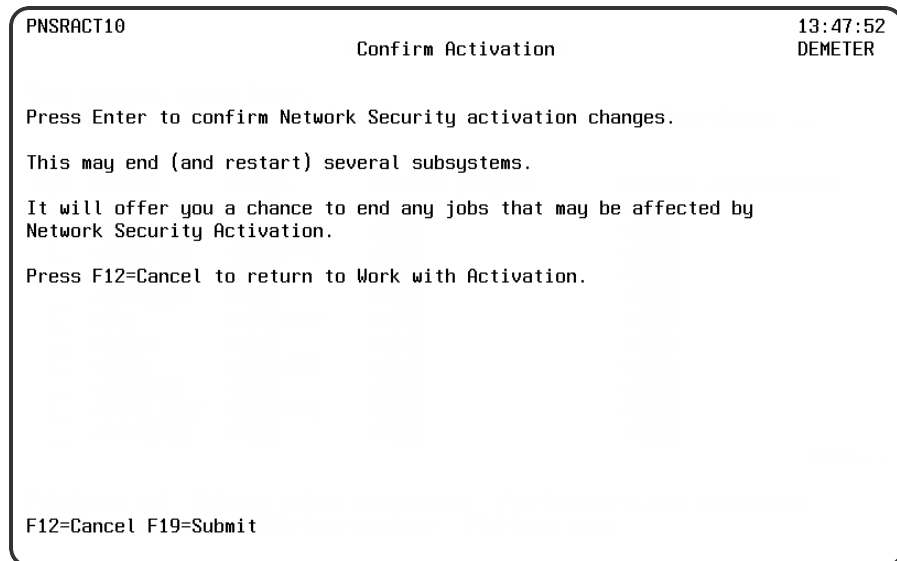 PNSRACT10 13:47:52
Confirm Activation DEMETER
Press Enter to confirm Network Security activation changes.
This may end (and restart) several subsystems.
It will offer you a chance to end any jobs that may be affected by
Network Security Activation.
Press F12=Cancel to return to Work with Activation.
F12=Cancel F19=Submit